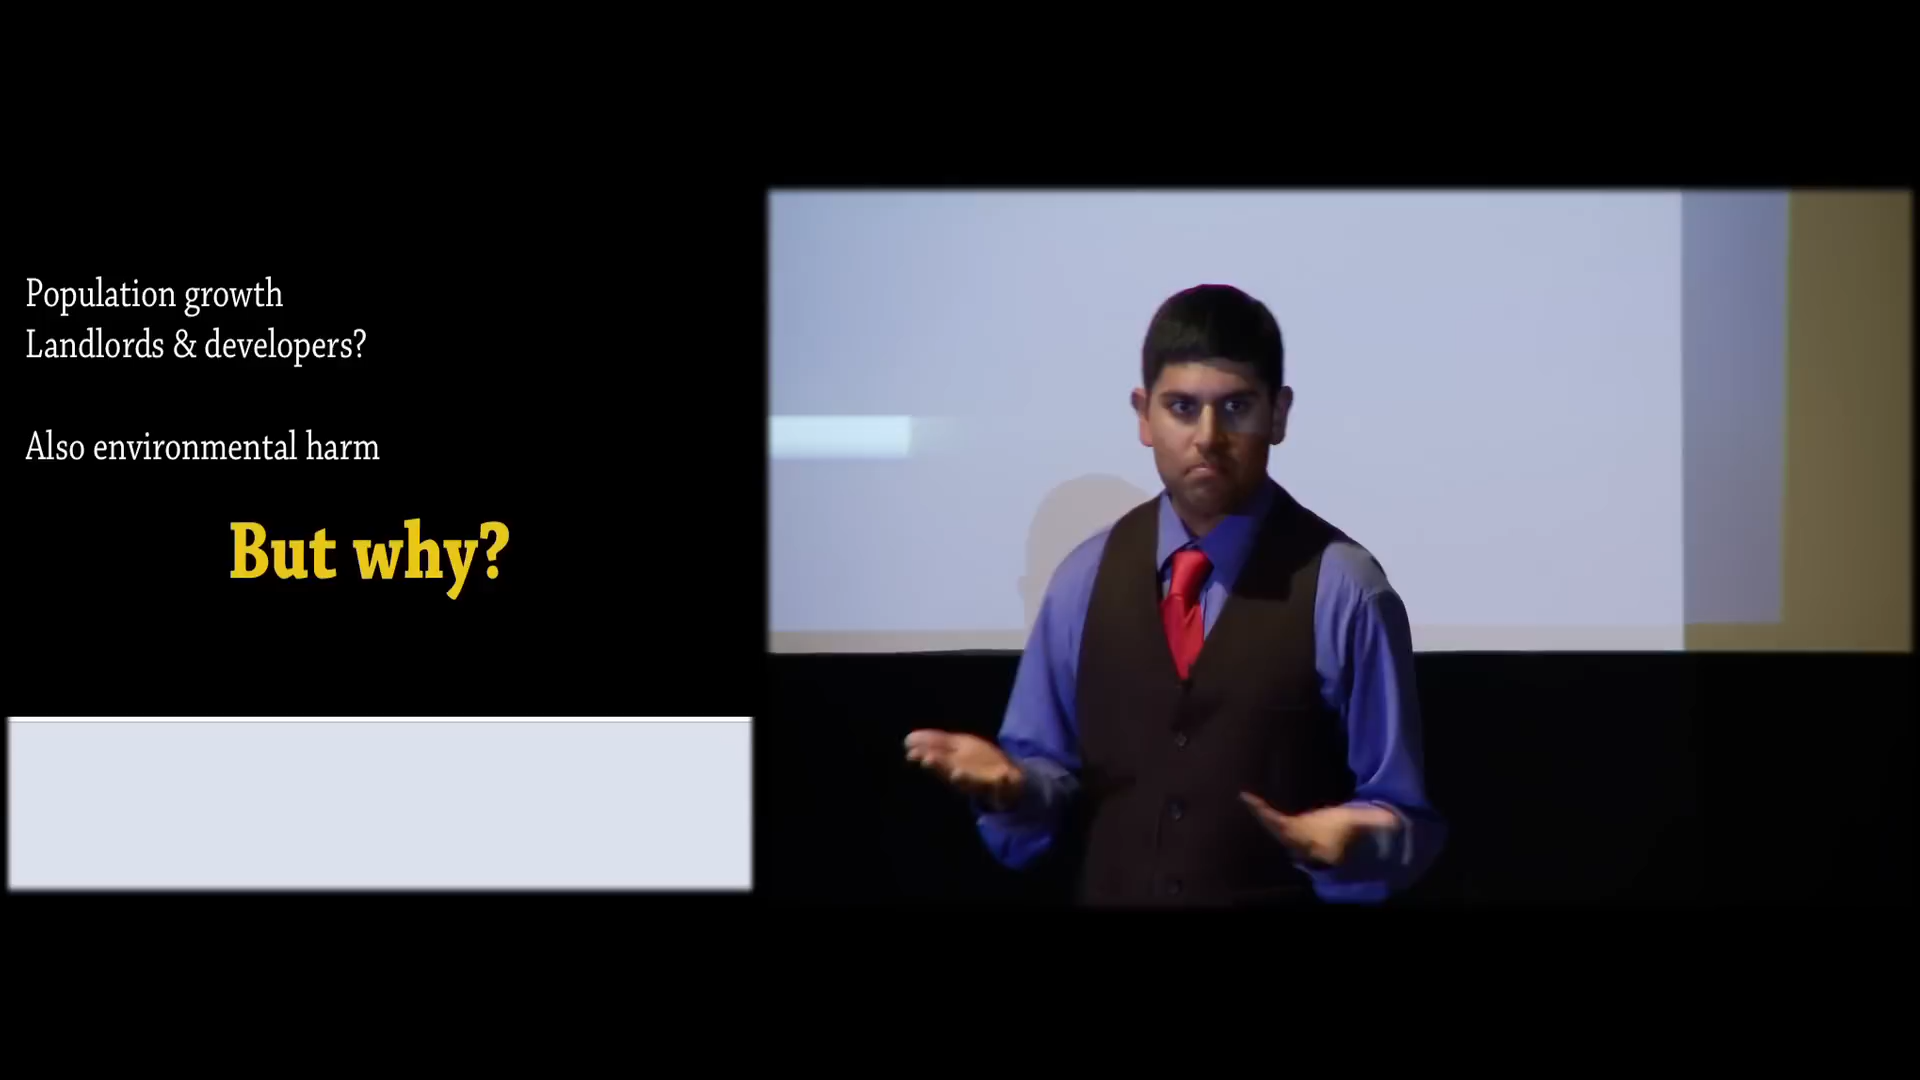 Population growth
Landlords & developers?
Also environmental harm
But why?